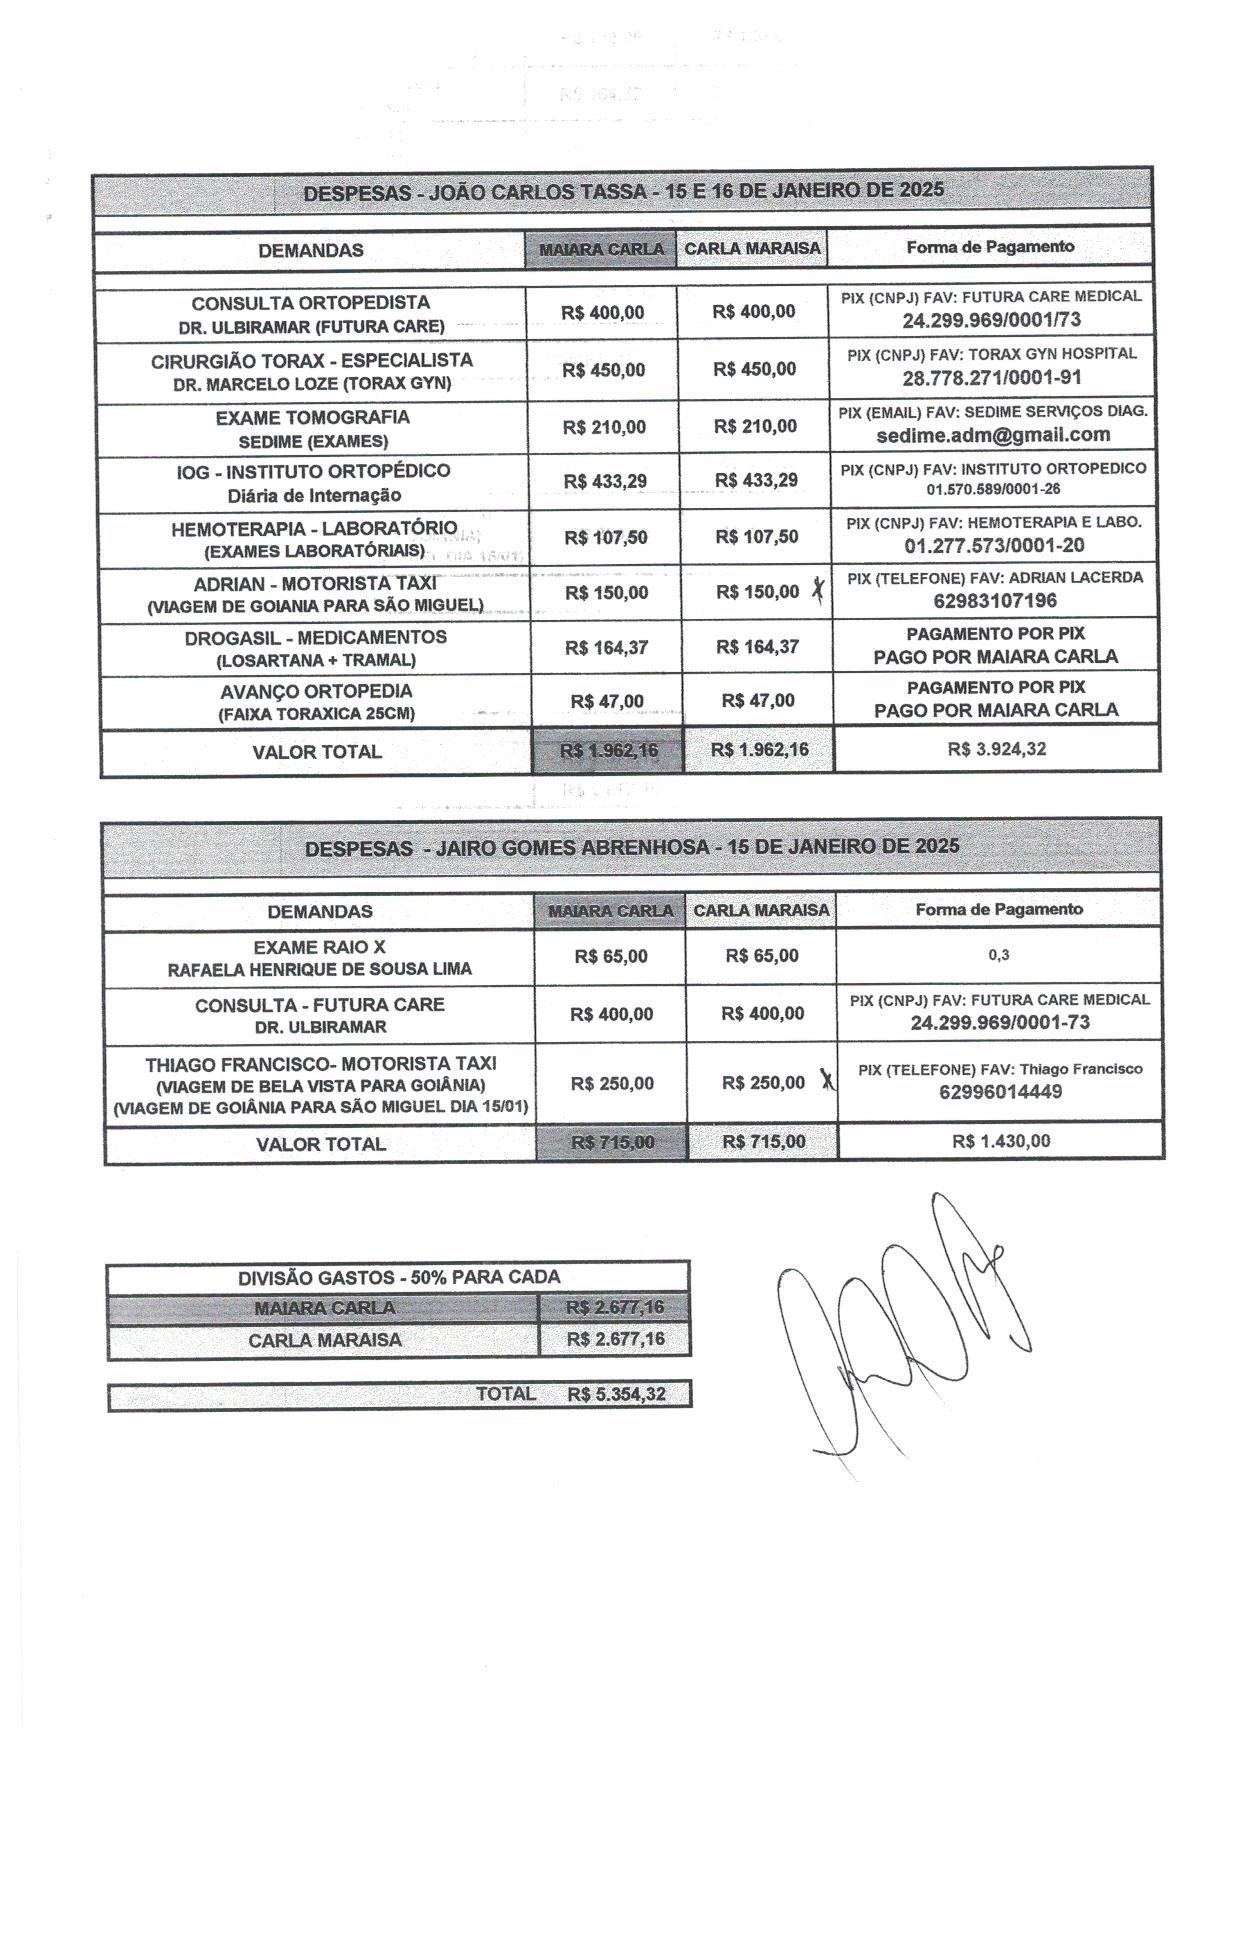 DESPESAS - JOÃO CARLOS TASSA - 15 E 16 DE JANEIRO DE 2025
DEMANDAS MAIARA CARLA CARLA MARAISA Forma de Pagamento
CONSULTA ORTOPEDISTA
DR. ULBIRAMAR (FUTURA CARE)
R$ 400,00 R$ 400,00
PIX (CNPJ) FAV: FUTURA CARE MEDICAL
24.299.969/0001/73
CIRURGIÃO TORAX - ESPECIALISTA
DR. MARCELO LOZE (TORAX GYN)
R$ 450,00 R$ 450,00
PIX (CNPJ) FAV: TORAX GYN HOSPITAL
28.778.271/0001-91
EXAME TOMOGRAFIA
SEDIME (EXAMES)
R$ 210,00 R$ 210,00
PIX (EMAIL) FAV: SEDIME SERVIÇOS DIAG.
sedime.adm@gmail.com
IOG - INSTITUTO ORTOPÉDICO
Diária de Internação
R$ 433,29 R$ 433,29
PIX (CNPJ) FAV: INSTITUTO ORTOPEDICO
01.570.589/0001-26
HEMOTERAPIA - LABORATÓRIO
(EXAMES LABORATÓRIAIS)
R$ 107,50 R$ 107,50
PIX (CNPJ) FAV: HEMOTERAPIA E LABO.
01.277.573/0001-20
ADRIAN - MOTORISTA TAXI
(VIAGEM DE GOIANIA PARA SÃO MIGUEL)
R$ 150,00 R$ 150,00 X
PIX (TELEFONE) FAV: ADRIAN LACERDA
62983107196
DROGASIL - MEDICAMENTOS
(LOSARTANA + TRAMAL)
R$ 164,37 R$ 164,37
PAGAMENTO POR PIX
PAGO POR MAIARA CARLA
AVANÇO ORTOPEDIA
(FAIXA TORAXICA 25CM)
R$ 47,00 R$ 47,00
PAGAMENTO POR PIX
PAGO POR MAIARA CARLA
VALOR TOTAL R$ 1.962,16 R$ 1.962,16 R$ 3.924,32
DESPESAS - JAIRO GOMES ABRENHOSA - 15 DE JANEIRO DE 2025
DEMANDAS MAIARA CARLA CARLA MARAISA Forma de Pagamento
EXAME RAIO X
RAFAELA HENRIQUE DE SOUSA LIMA
R$ 65,00 R$ 65,00 0,3
CONSULTA - FUTURA CARE
DR. ULBIRAMAR
R$ 400,00 R$ 400,00
PIX (CNPJ) FAV: FUTURA CARE MEDICAL
24.299.969/0001-73
THIAGO FRANCISCO- MOTORISTA TAXI
(VIAGEM DE BELA VISTA PARA GOIÂNIA)
(VIAGEM DE GOIÂNIA PARA SÃO MIGUEL DIA 15/01)
R$ 250,00 R$ 250,00 X
PIX (TELEFONE) FAV: Thiago Francisco
62996014449
VALOR TOTAL R$ 715,00 R$ 715,00 R$ 1.430,00
DIVISÃO GASTOS - 50% PARA CADA
MAIARA CARLA R$ 2.677,16
CARLA MARAISA R$ 2.677,16
TOTAL R$ 5.354,32